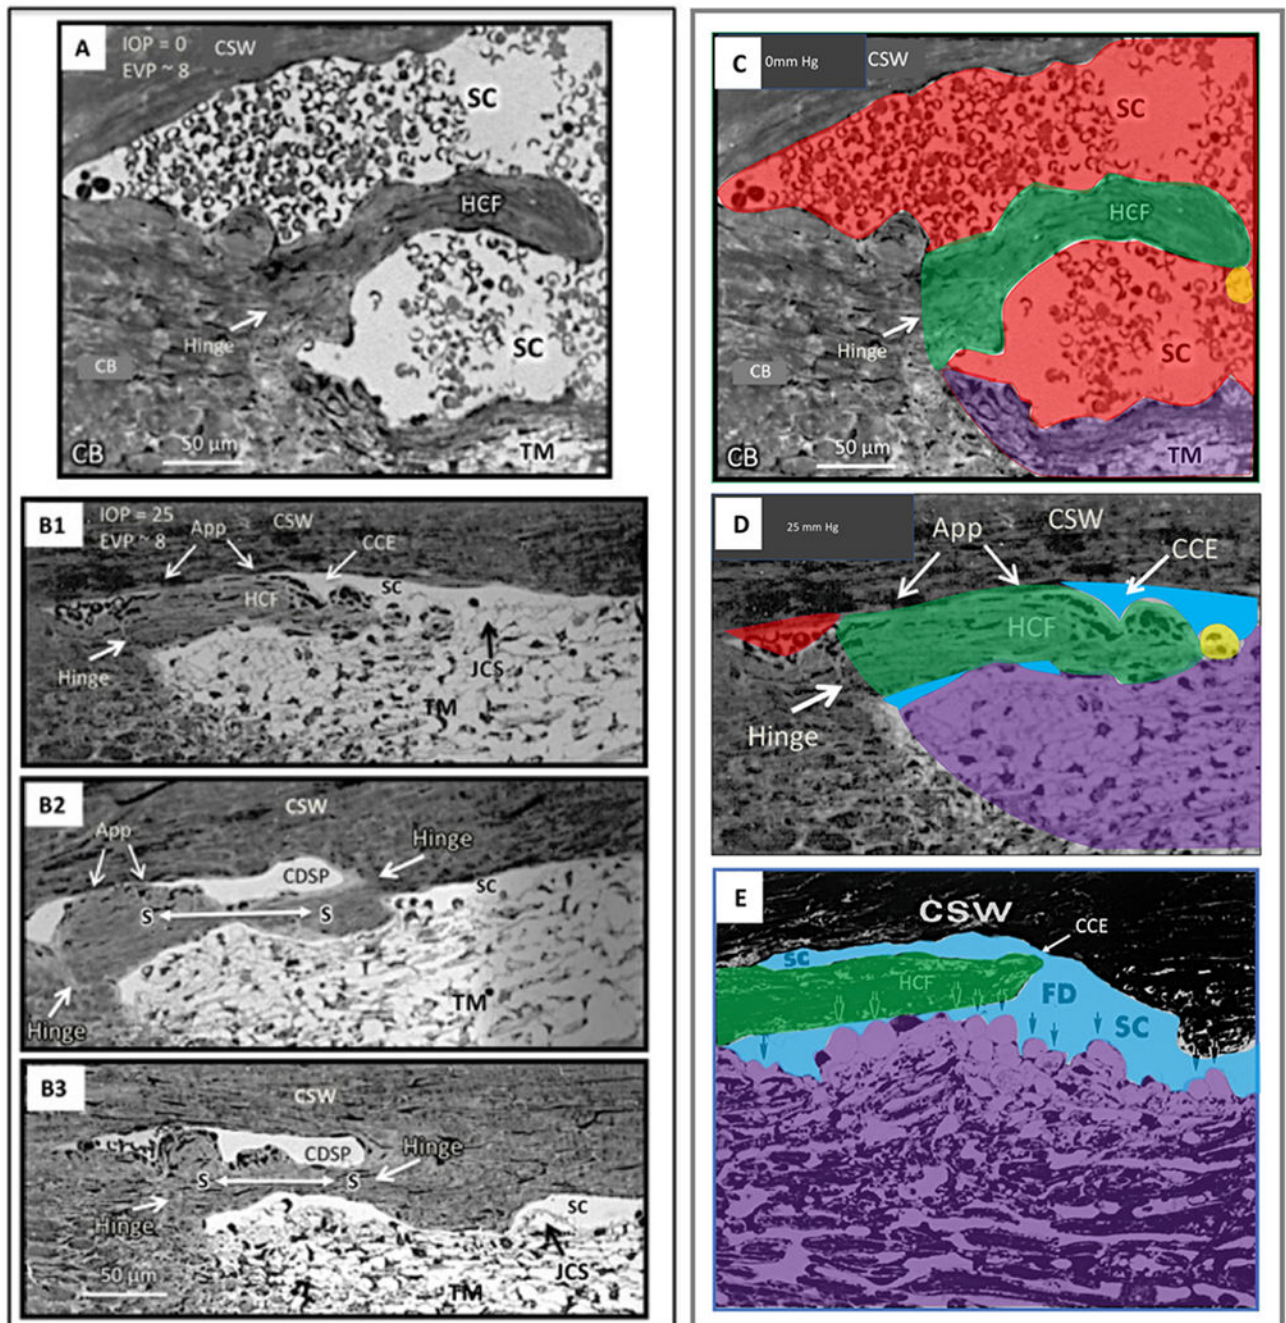 A
IOP = 0
EVP ~ 8
CSW
SC
HCF
Hinge
SC
CB
50 µm
CB
TM
B1
IOP = 25
EVP ~ 8
CSW
App
CCE
HCF
SC
Hinge
JCS
TM
B2
CSW
App
Hinge
CDSP
SC
S
S
TM
Hinge
B3
CSW
CDSP
Hinge
S
S
Hinge
SC
JCS
50 µm
TM
C
0mm Hg
CSW
SC
HCF
Hinge
SC
CB
50 µm
CB
TM
D
25 mm Hg
App
CSW
CCE
HCF
Hinge
E
CSW
CCE
SC
HCF
FD
SC